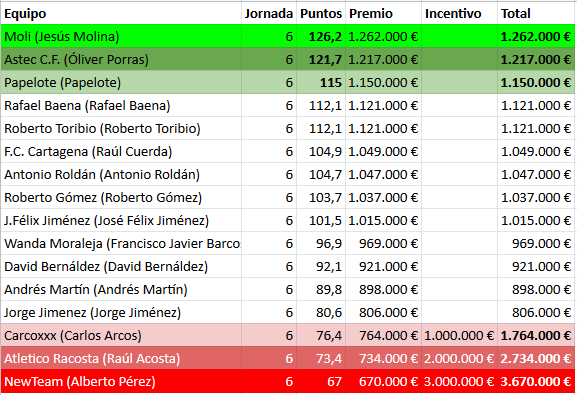 Equipo Jornada Puntos Premio Incentivo Total
Moli (Jesús Molina) 6 126,2 1.262.000 € 1.262.000 €
Astec C.F. (Óliver Porras) 6 121,7 1.217.000 € 1.217.000 €
Papelote (Papelote) 6 115 1.150.000 € 1.150.000 €
Rafael Baena (Rafael Baena) 6 112,1 1.121.000 € 1.121.000 €
Roberto Toribio (Roberto Toribio) 6 112,1 1.121.000 € 1.121.000 €
F.C. Cartagena (Raúl Cuerda) 6 104,9 1.049.000 € 1.049.000 €
Antonio Roldán (Antonio Roldán) 6 104,7 1.047.000 € 1.047.000 €
Roberto Gómez (Roberto Gómez) 6 103,7 1.037.000 € 1.037.000 €
J.Félix Jiménez (José Félix Jiménez) 6 101,5 1.015.000 € 1.015.000 €
Wanda Moraleja (Francisco Javier Barcos 6 96,9 969.000 € 969.000 €
David Bernáldez (David Bernáldez) 6 92,1 921.000 € 921.000 €
Andrés Martín (Andrés Martín) 6 89,8 898.000 € 898.000 €
Jorge Jimenez (Jorge Jiménez) 6 80,6 806.000 € 806.000 €
Carcoxxx (Carlos Arcos) 6 76,4 764.000 € 1.000.000 € 1.764.000 €
Atletico Racosta (Raúl Acosta) 6 73,4 734.000 € 2.000.000 € 2.734.000 €
NewTeam (Alberto Pérez) 6 67 670.000 € 3.000.000 € 3.670.000 €